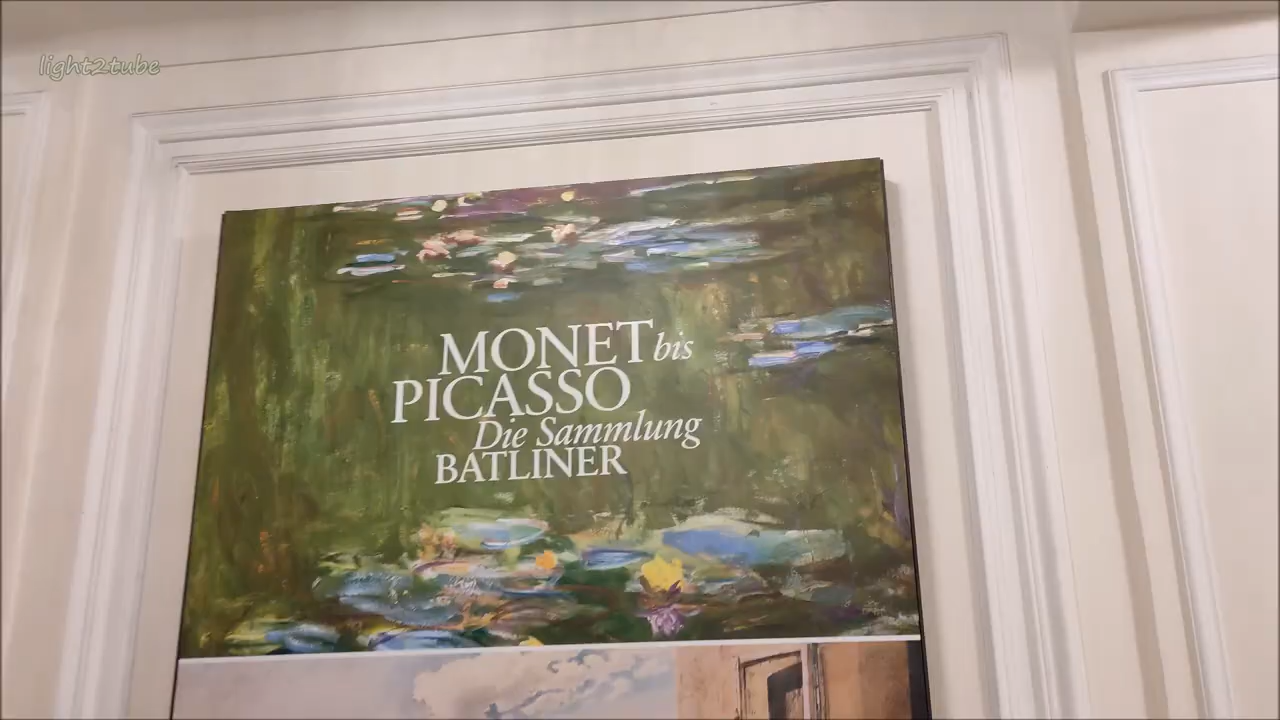 light2tube
MONET bis
PICASSO
Die Sammlung
BATLINER